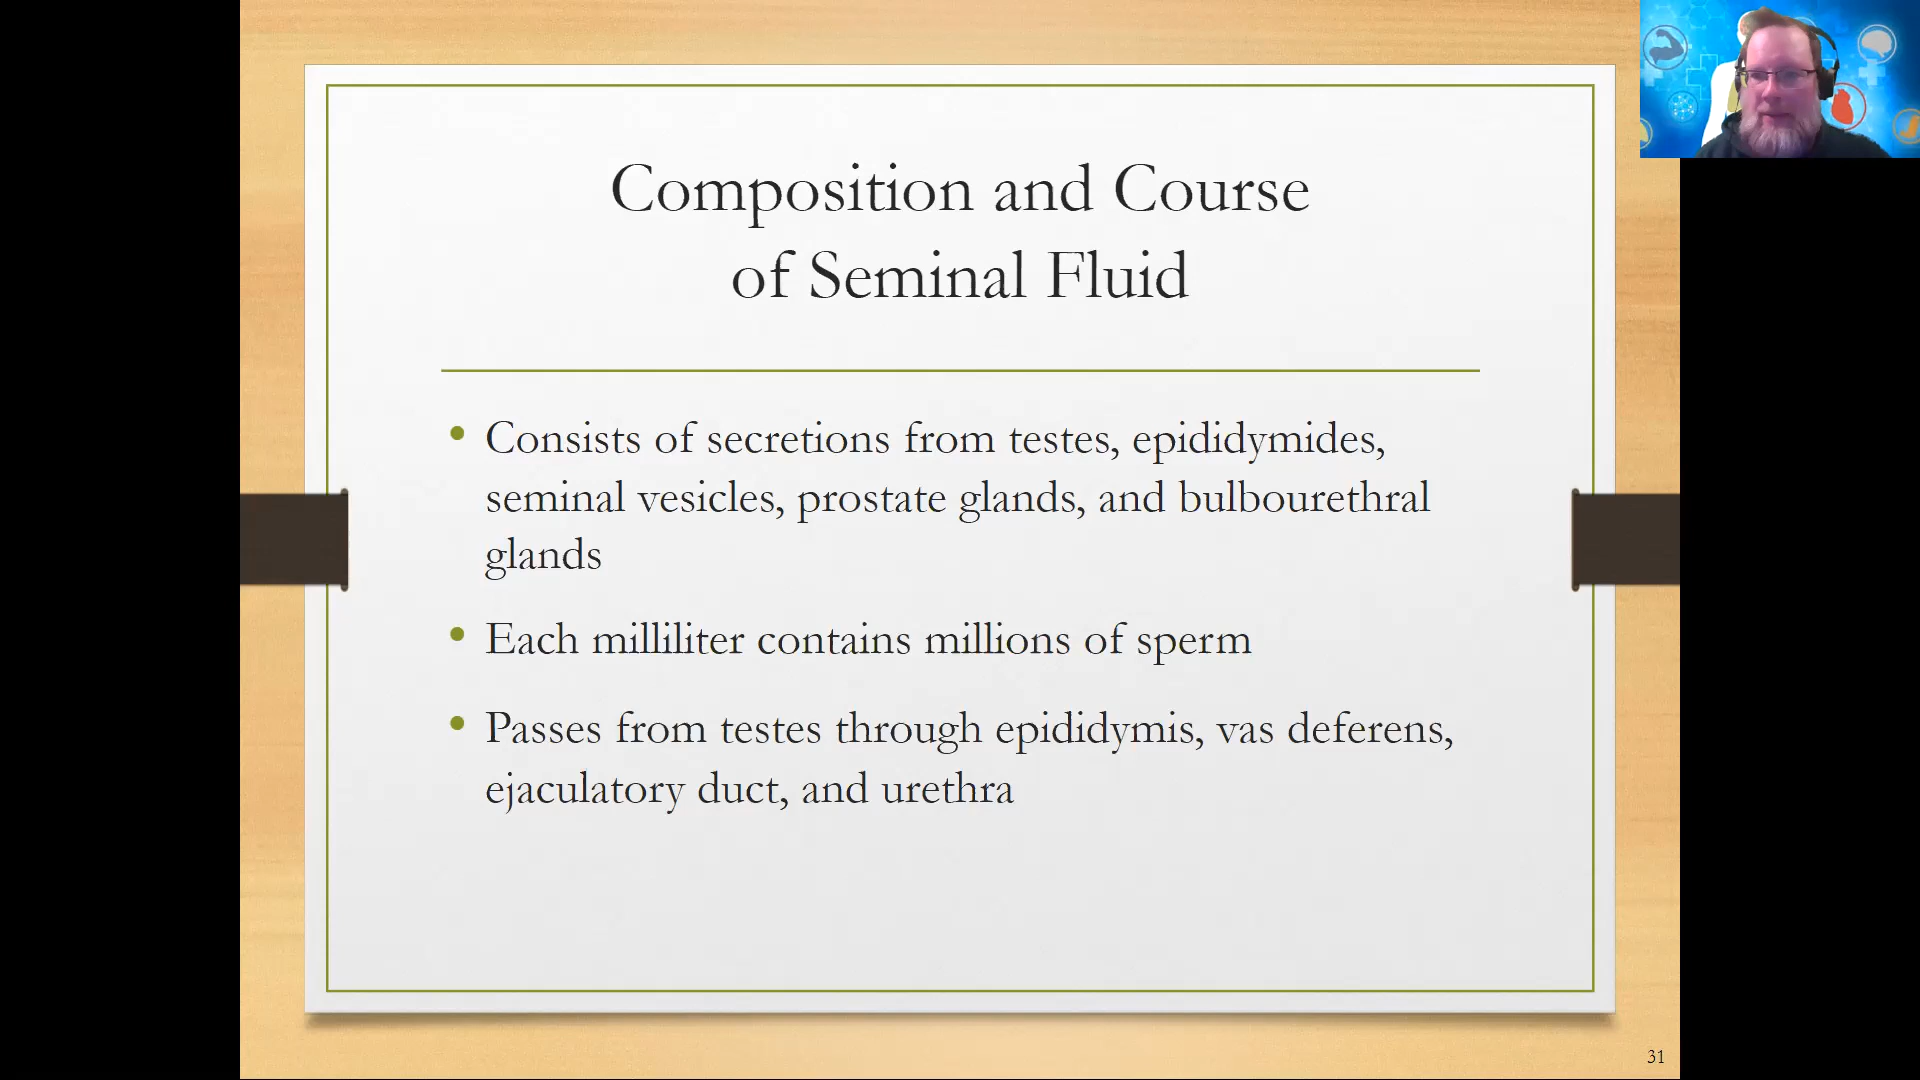 Composition and Course
of Seminal Fluid
• Consists of secretions from testes, epididymides,
seminal vesicles, prostate glands, and bulbourethral
glands
• Each milliliter contains millions of sperm
• Passes from testes through epididymis, vas deferens,
ejaculatory duct, and urethra
31